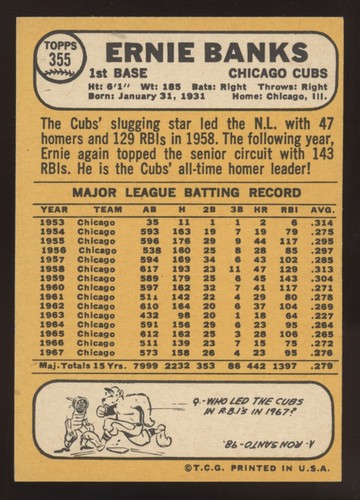 TOPPS
355
ERNIE BANKS
1st BASE CHICAGO CUBS
Ht: 6'1" Wt: 185 Bats: Right Throws: Right
Born: January 31, 1931 Home: Chicago, Ill.
The Cubs' slugging star led the N.L. with 47
homers and 129 RBIs in 1958. The following year,
Ernie again topped the senior circuit with 143
RBIs. He is the Cubs' all-time homer leader!
MAJOR LEAGUE BATTING RECORD
YEAR TEAM AB H 2B 3B HR RBI AVG.
1953 Chicago 35 11 1 1 2 6 .314
1954 Chicago 593 163 19 7 19 79 .275
1955 Chicago 596 176 29 9 44 117 .295
1956 Chicago 538 160 25 8 28 85 .297
1957 Chicago 594 169 34 6 43 102 .285
1958 Chicago 617 193 23 11 47 129 .313
1959 Chicago 589 179 25 6 45 143 .304
1960 Chicago 597 162 32 7 41 117 .271
1961 Chicago 511 142 22 4 29 80 .278
1962 Chicago 610 164 20 6 37 104 .269
1963 Chicago 432 98 20 1 18 64 .227
1964 Chicago 591 156 29 6 23 95 .264
1965 Chicago 612 162 25 3 28 106 .265
1966 Chicago 511 139 23 7 15 75 .272
1967 Chicago 573 158 26 4 23 95 .276
Maj. Totals 15 Yrs. 7999 2232 353 86 442 1397 .279
Q-WHO LED THE CUBS
IN R.B.I'S IN 1967?
A-RON SANTO-98.
©T.C.G. PRINTED IN U.S.A.